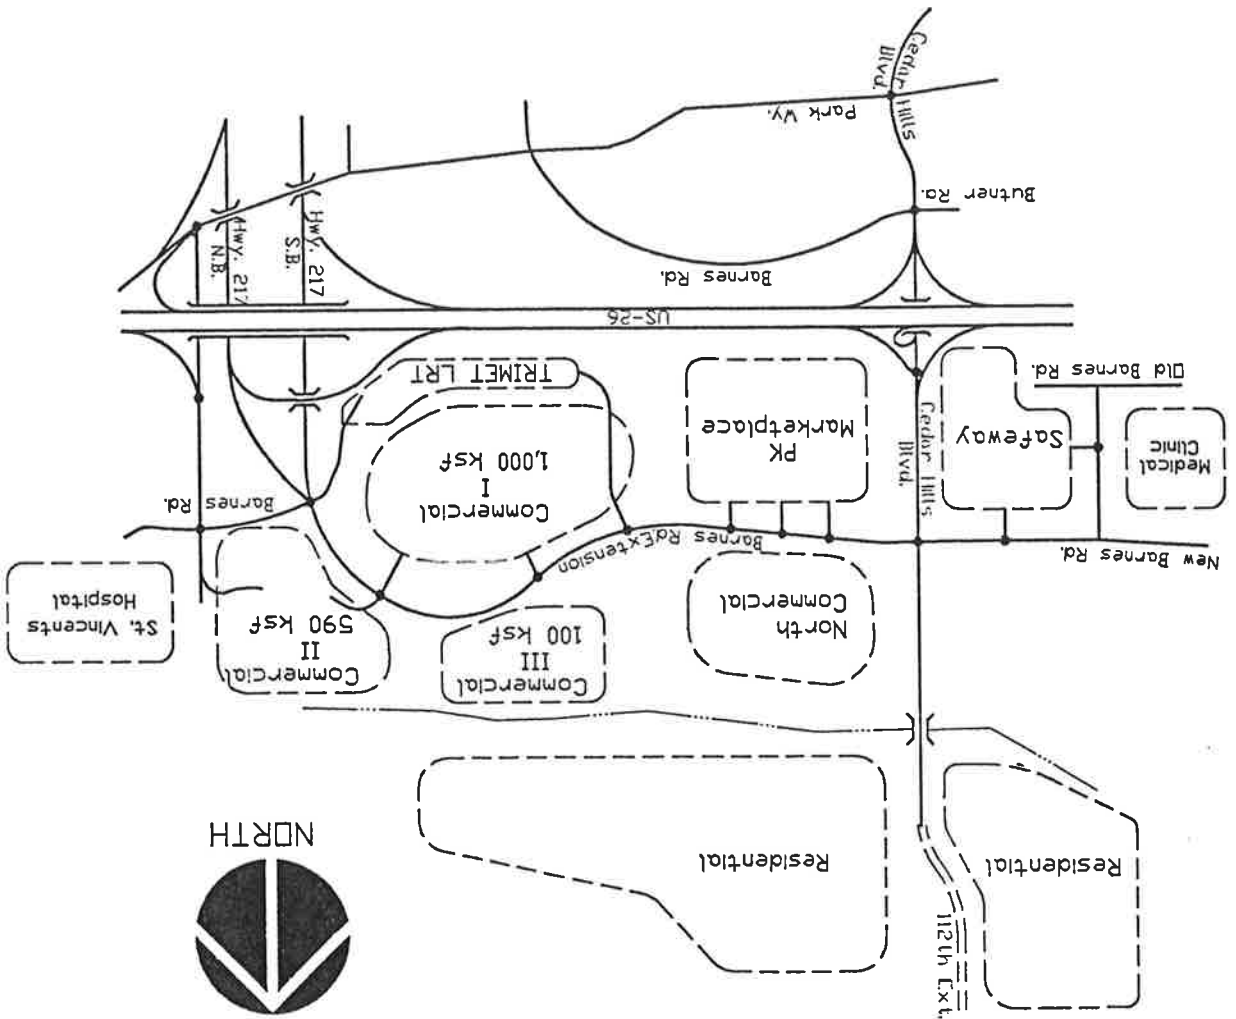 112th Ext.
Residential
Residential
NORTH
Commercial
III
100 ksf
Commercial
II
590 ksf
North
Commercial
St. Vincents
Hospital
New Barnes Rd.
Barnes Rd.Extension
Barnes Rd.
Medical
Clinic
Safeway
Cedar Hills
Blvd.
PK
Marketplace
Commercial
I
1,000 ksf
Old Barnes Rd.
TRIMET LRT
US-26
Barnes Rd.
Hwy. 217
S.B.
Hwy. 217
N.B.
Butner Rd.
Park Wy.
Cedar Hills
Blvd.